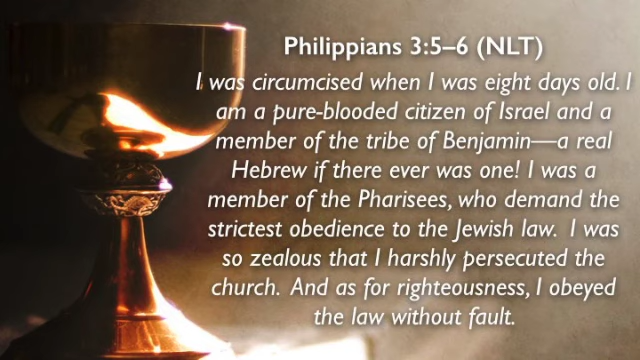 Philippians 3:5–6 (NLT)
I was circumcised when I was eight days old. I
am a pure-blooded citizen of Israel and a
member of the tribe of Benjamin—a real
Hebrew if there ever was one! I was a
member of the Pharisees, who demand the
strictest obedience to the Jewish law.  I was
so zealous that I harshly persecuted the
church.  And as for righteousness, I obeyed
the law without fault.